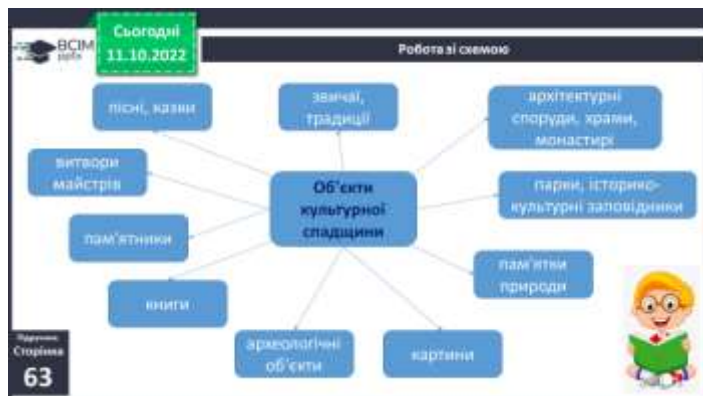 Сьогодні
11.10.2022
ВСІМ
Робота зі схемою
пісні, казки
звичаї,
традиції
архітектурні
споруди, храми,
монастирі
витвори
майстрів
Об'єкти
культурної
спадщини
парки, історико-
культурні заповідники
пам'ятники
пам'ятки
природи
книги
археологічні
об'єкти
картини
Підручник
Сторінка
63